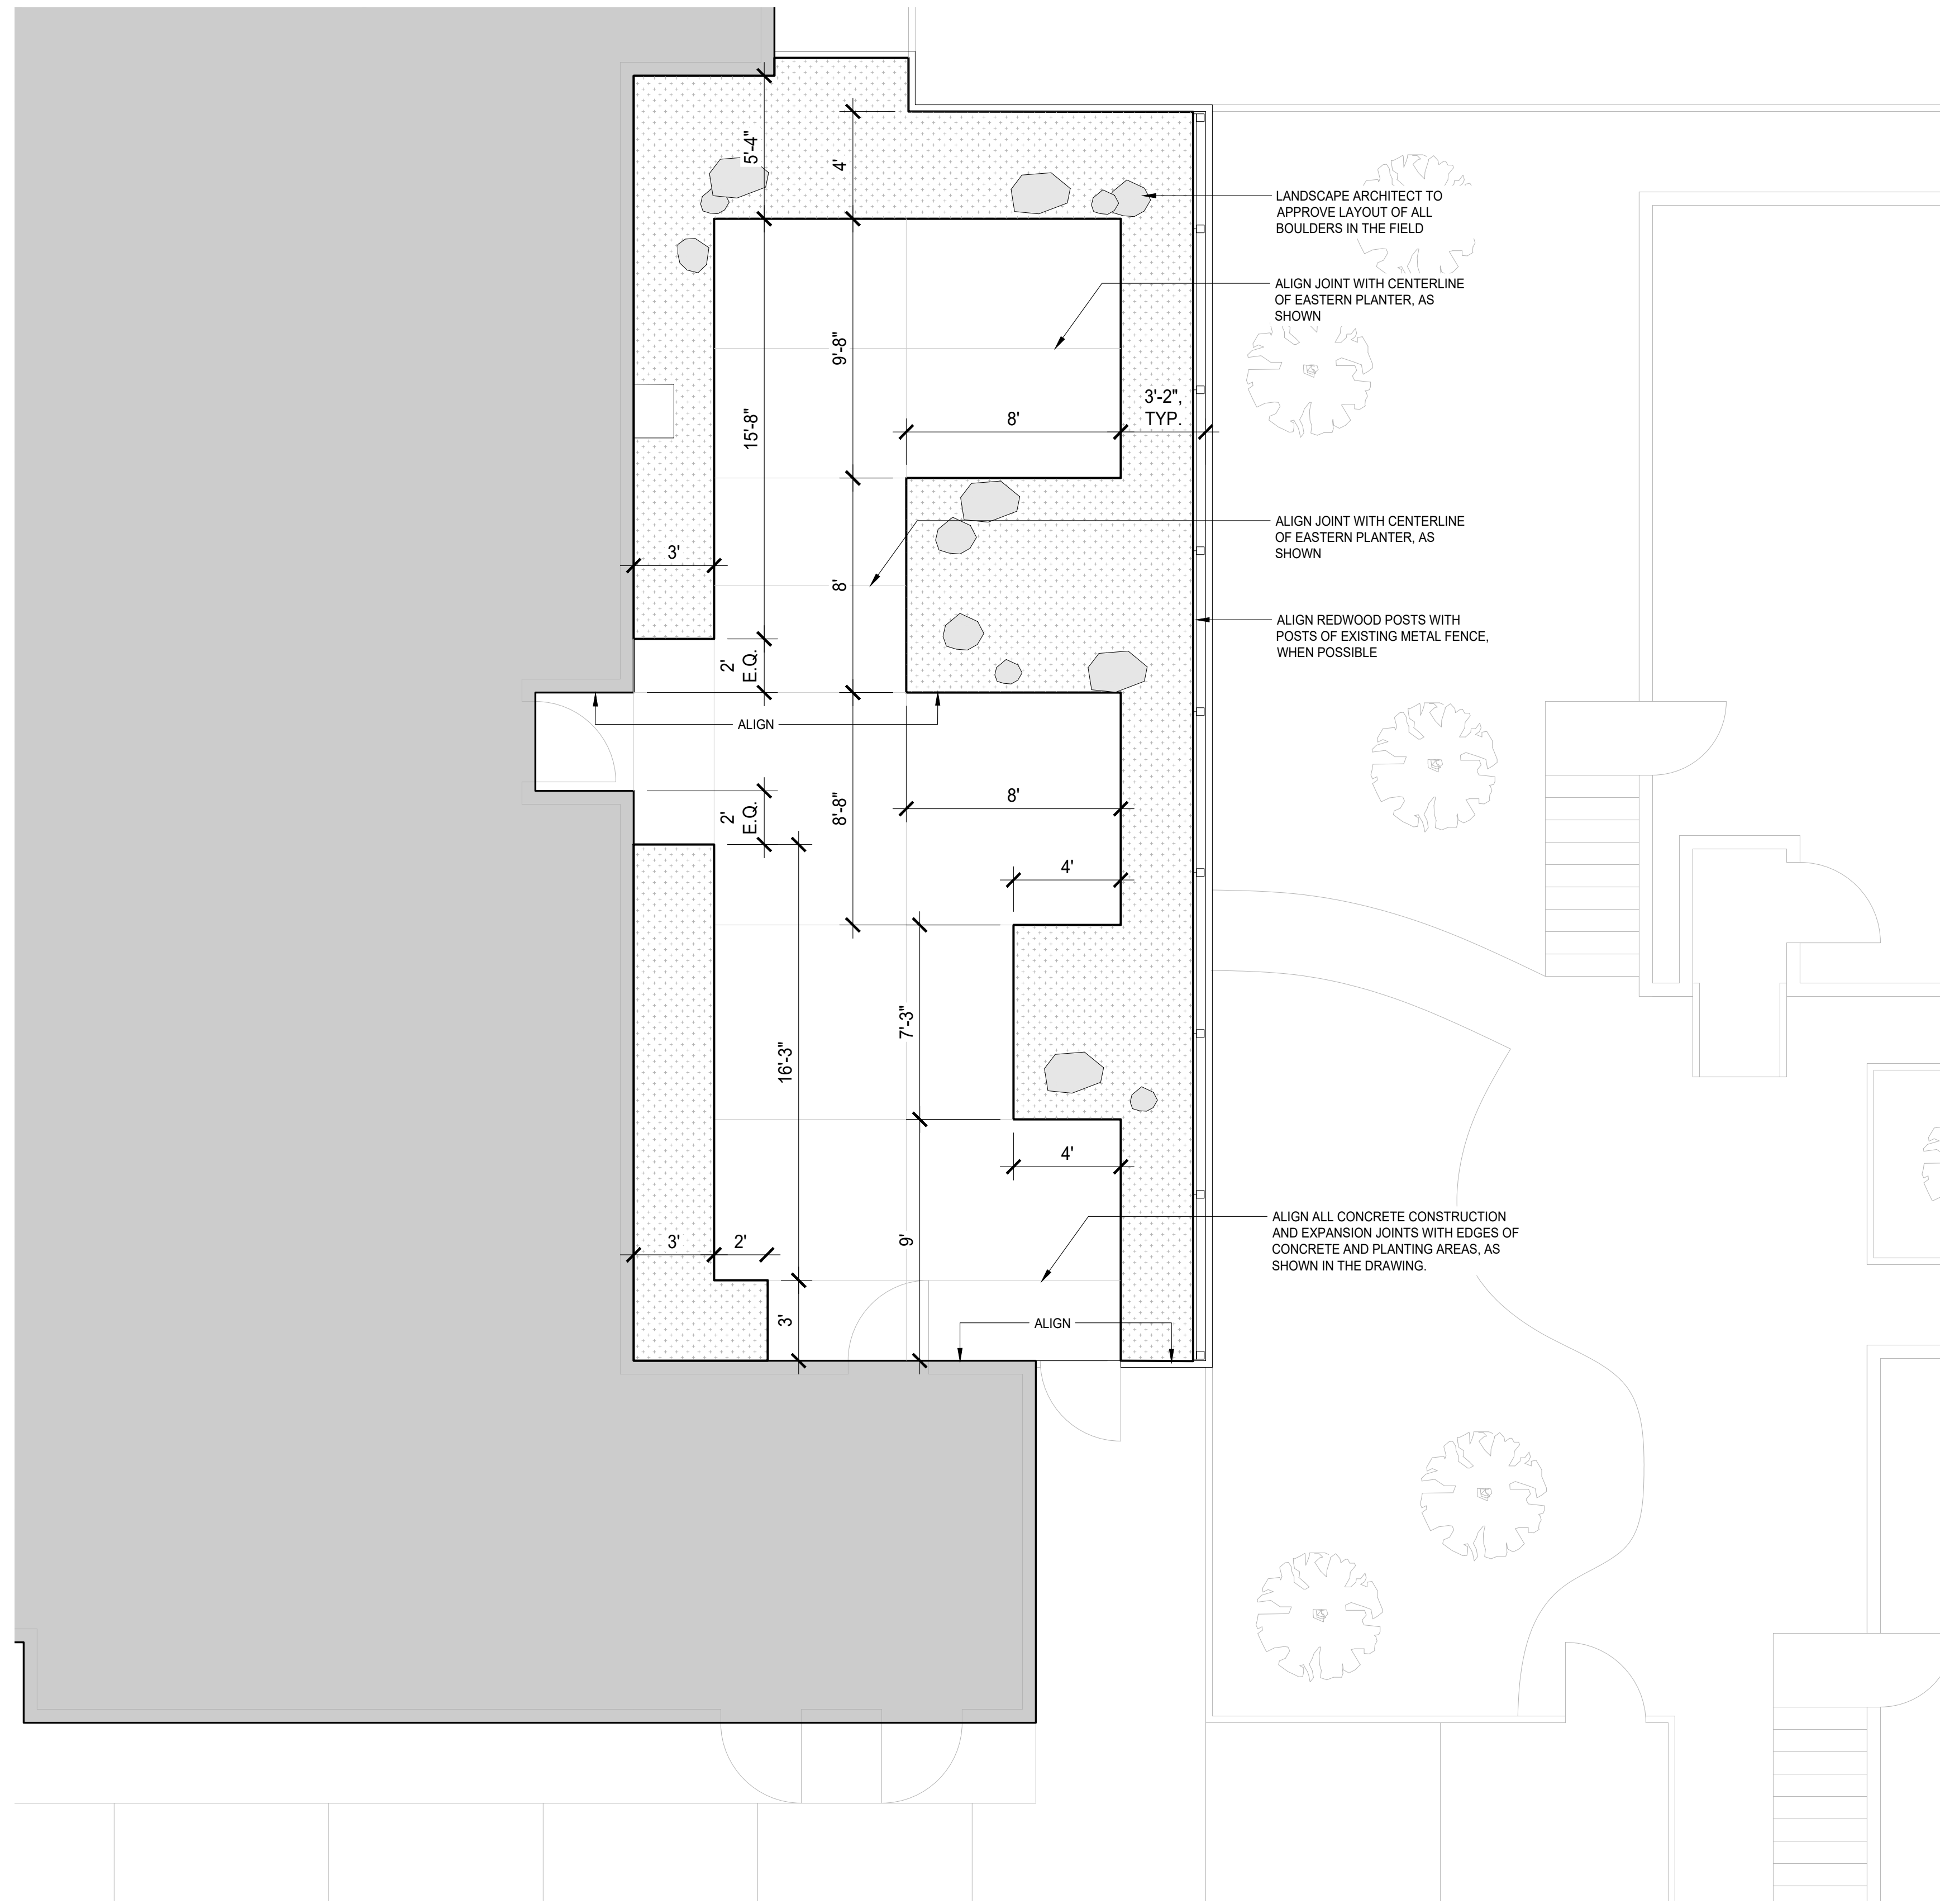 5'-4"
4'
LANDSCAPE ARCHITECT TO
APPROVE LAYOUT OF ALL
BOULDERS IN THE FIELD
ALIGN JOINT WITH CENTERLINE
OF EASTERN PLANTER, AS
SHOWN
9'-8"
15'-8"
8'
3'-2",
TYP.
3'
8'
ALIGN JOINT WITH CENTERLINE
OF EASTERN PLANTER, AS
SHOWN
ALIGN REDWOOD POSTS WITH
POSTS OF EXISTING METAL FENCE,
WHEN POSSIBLE
2'
E.Q.
ALIGN
2'
E.Q.
8'-8"
8'
4'
7'-3"
16'-3"
4'
3'
2'
9'
ALIGN ALL CONCRETE CONSTRUCTION
AND EXPANSION JOINTS WITH EDGES OF
CONCRETE AND PLANTING AREAS, AS
SHOWN IN THE DRAWING.
3'
ALIGN